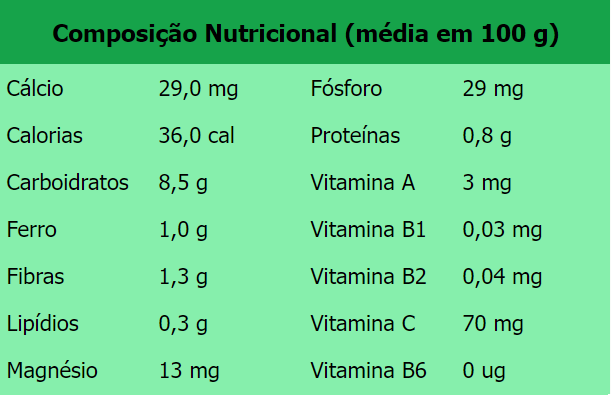 Composição Nutricional (média em 100 g)
Cálcio 29,0 mg Fósforo 29 mg
Calorias 36,0 cal Proteínas 0,8 g
Carboidratos 8,5 g Vitamina A 3 mg
Ferro 1,0 g Vitamina B1 0,03 mg
Fibras 1,3 g Vitamina B2 0,04 mg
Lipídios 0,3 g Vitamina C 70 mg
Magnésio 13 mg Vitamina B6 0 ug